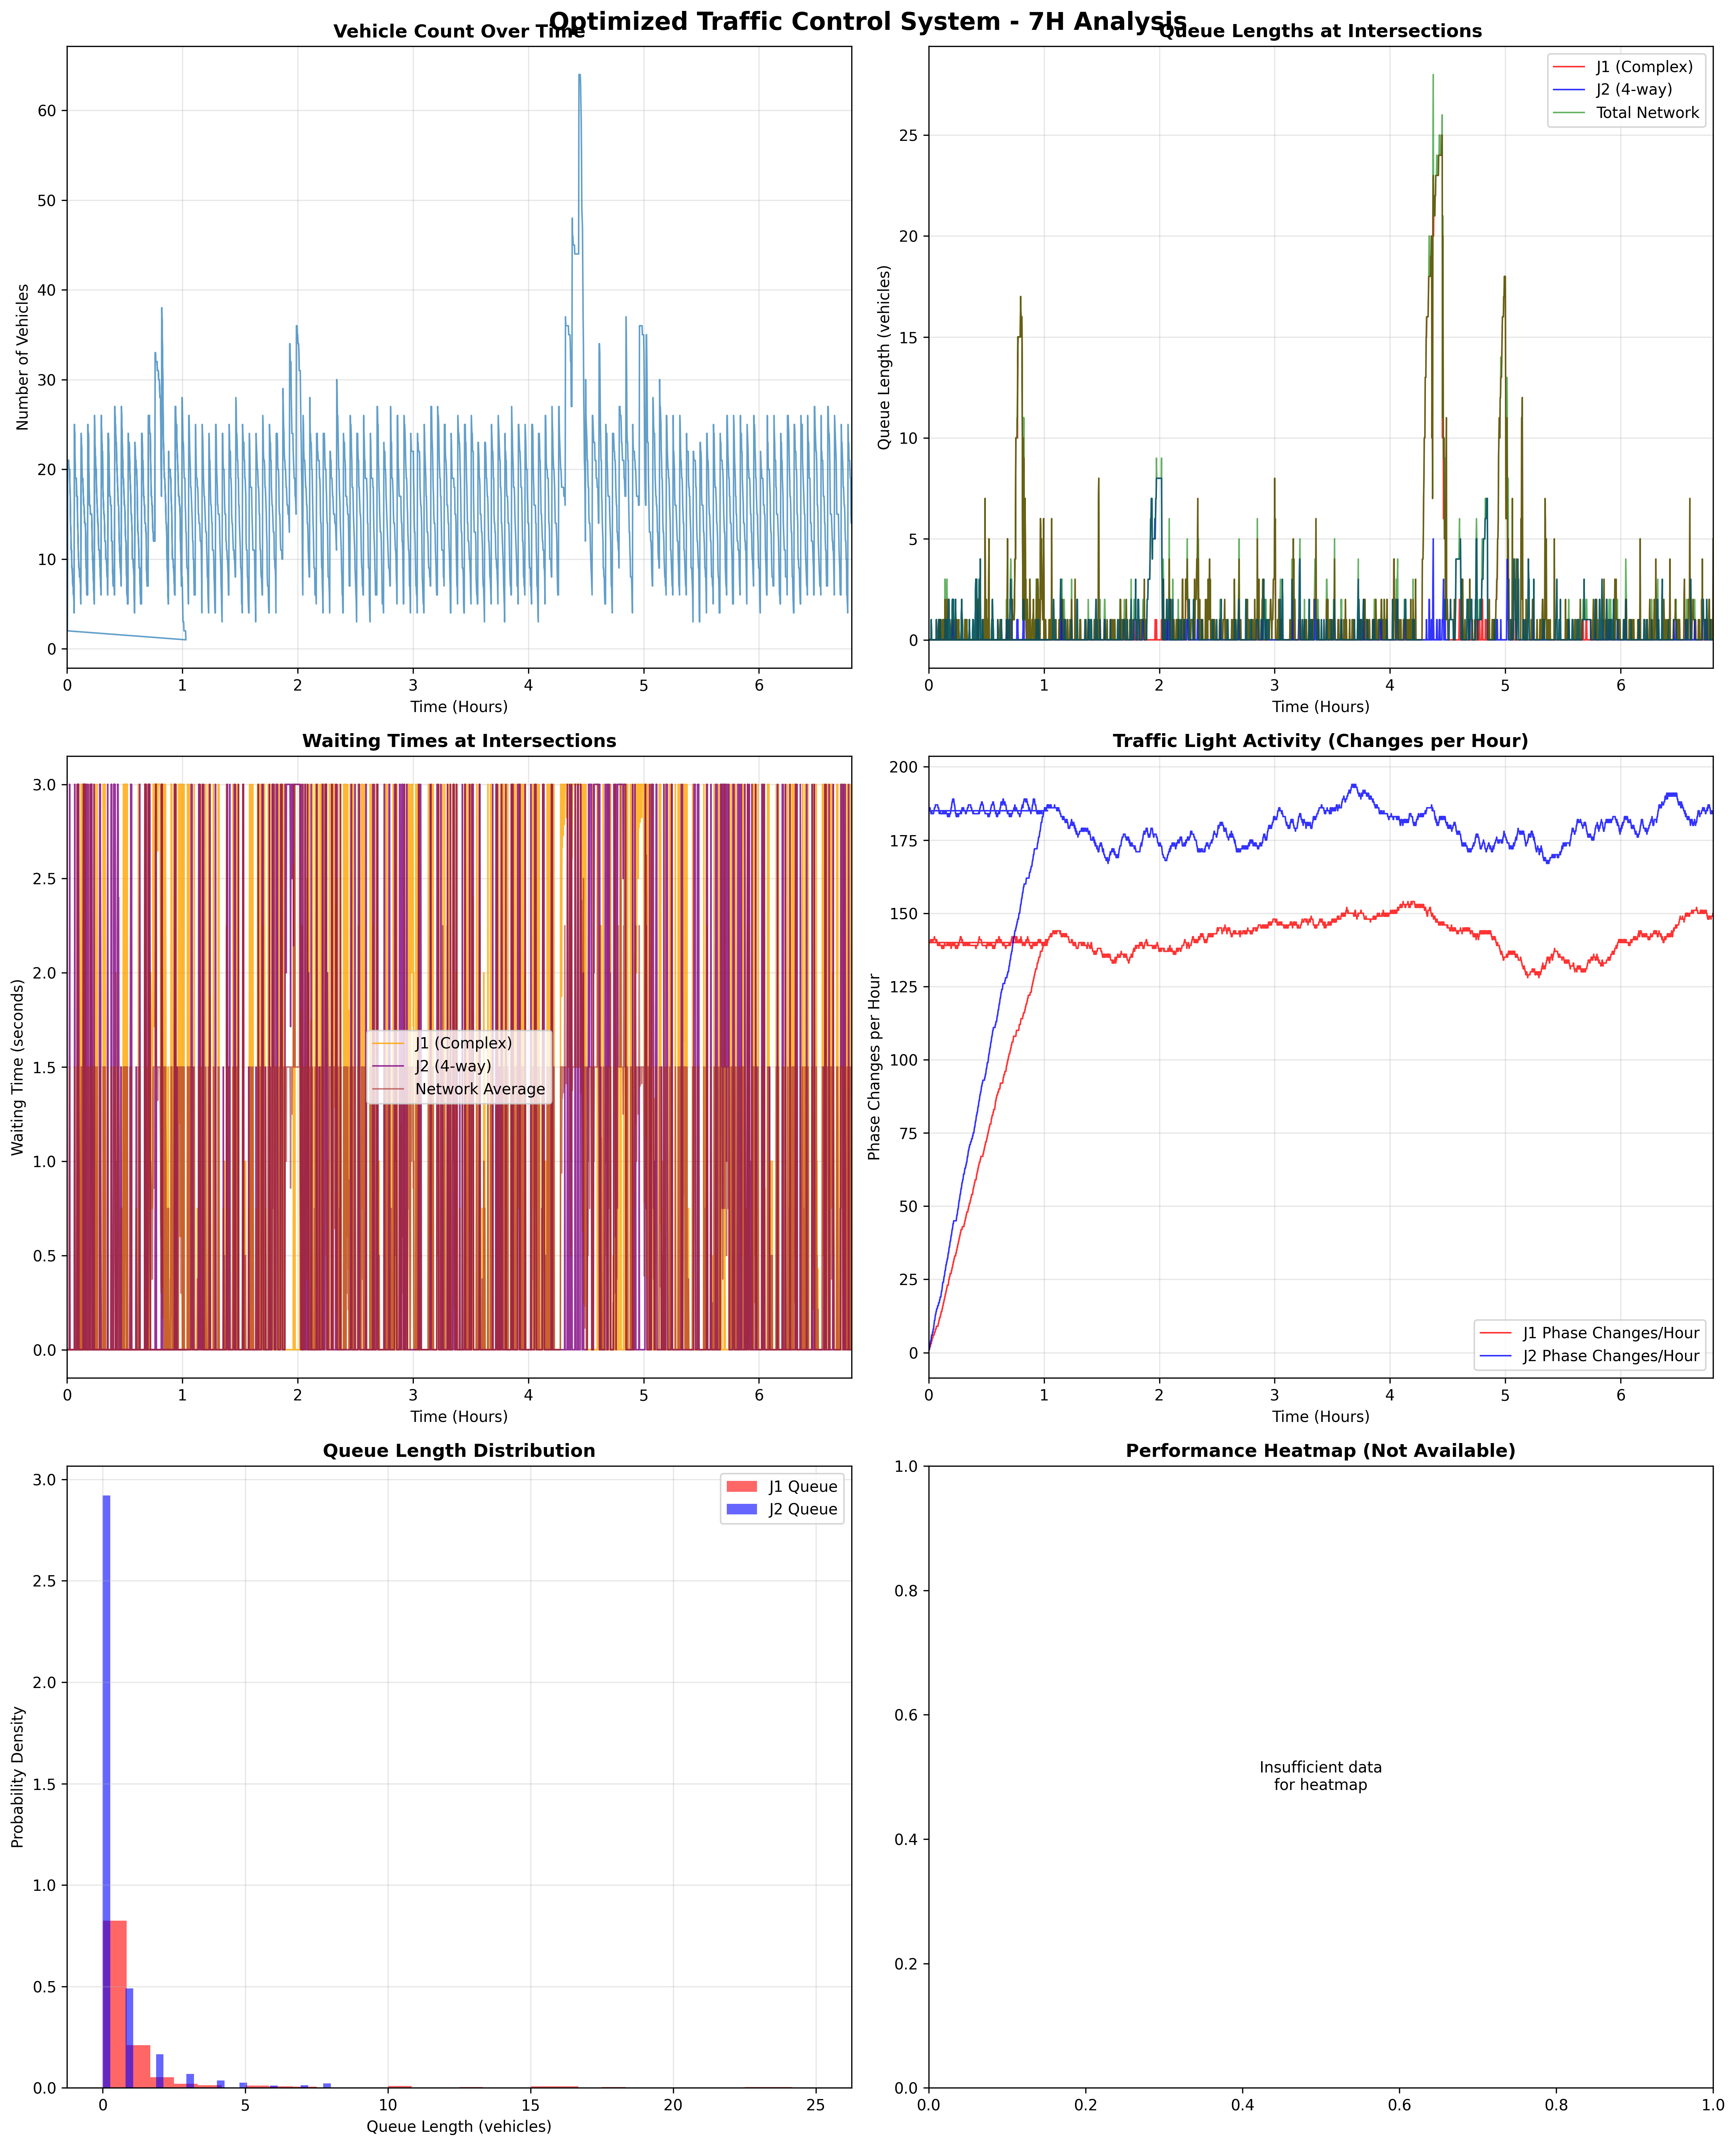 Optimized Traffic Control System - 7H Analysis
Vehicle Count Over Time
Number of Vehicles
60
50
40
30
20
10
0
0 1 2 3 4 5 6
Time (Hours)
Queue Lengths at Intersections
J1 (Complex)
J2 (4-way)
Total Network
Queue Length (vehicles)
25
20
15
10
5
0
0 1 2 3 4 5 6
Time (Hours)
Waiting Times at Intersections
Waiting Time (seconds)
3.0
2.5
2.0
1.5
1.0
0.5
0.0
J1 (Complex)
J2 (4-way)
Network Average
0 1 2 3 4 5 6
Time (Hours)
Traffic Light Activity (Changes per Hour)
Phase Changes per Hour
200
175
150
125
100
75
50
25
0
J1 Phase Changes/Hour
J2 Phase Changes/Hour
0 1 2 3 4 5 6
Time (Hours)
Queue Length Distribution
J1 Queue
J2 Queue
Probability Density
3.0
2.5
2.0
1.5
1.0
0.5
0.0
0 5 10 15 20 25
Queue Length (vehicles)
Performance Heatmap (Not Available)
1.0
0.8
0.6
0.4
0.2
0.0
Insufficient data
for heatmap
0.0 0.2 0.4 0.6 0.8 1.0